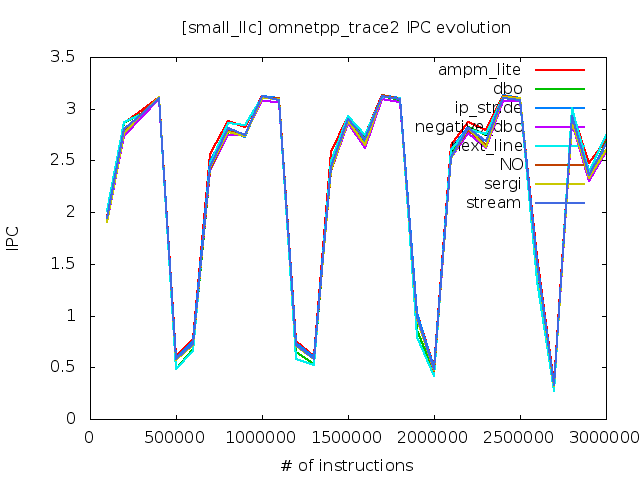 [small_llc] omnetpp_trace2 IPC evolution
3.5
3
2.5
2
1.5
1
0.5
0
IPC
ampm_lite
dbo
ip_stride
negative_dbo
next_line
NO
sergi
stream
0 500000 1000000 1500000 2000000 2500000 3000000
# of instructions